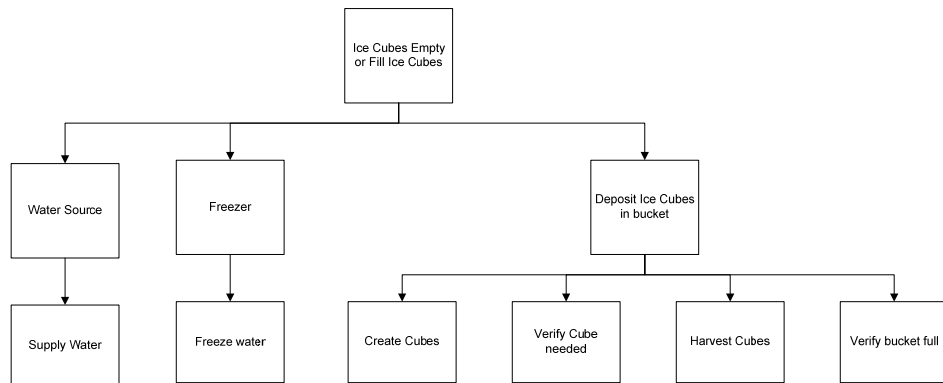 Ice Cubes Empty
or Fill Ice Cubes
Water Source
Freezer
Deposit Ice Cubes
in bucket
Supply Water
Freeze water
Create Cubes
Verify Cube
needed
Harvest Cubes
Verify bucket full